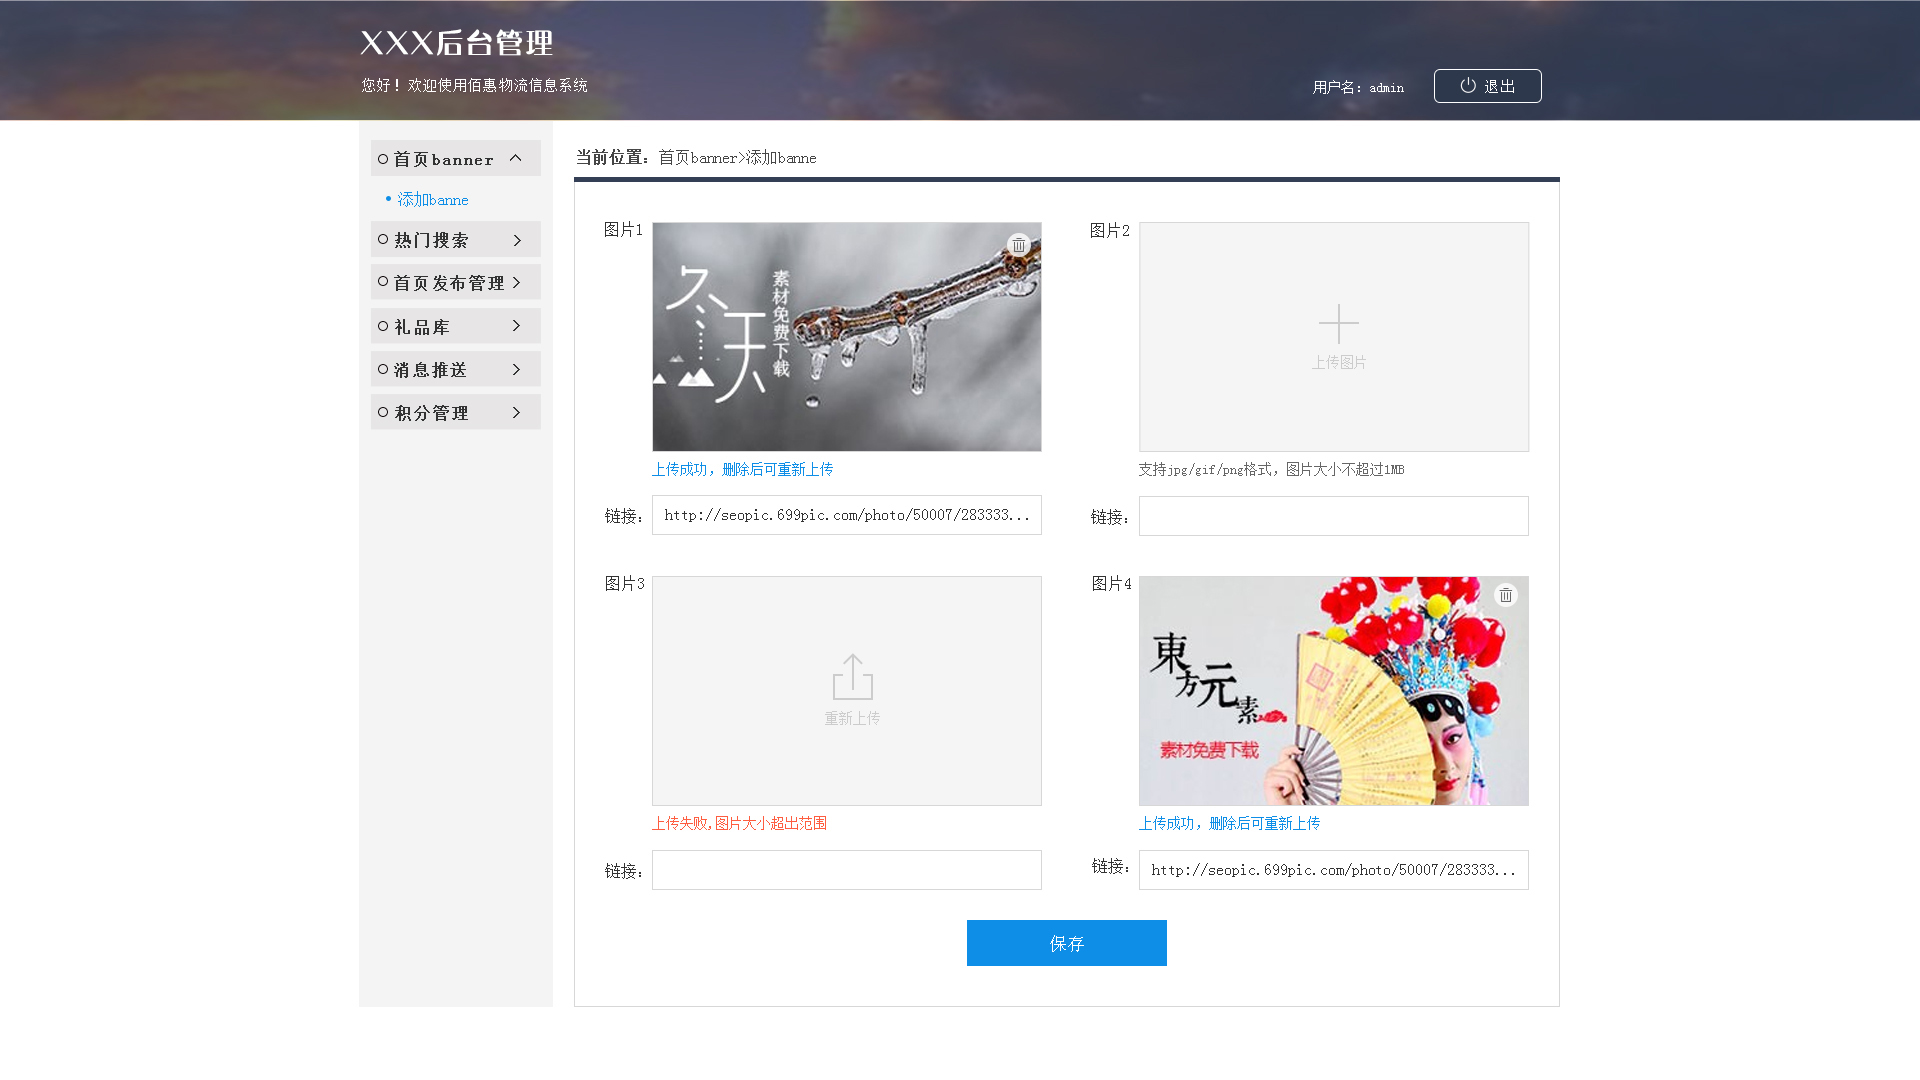 XXX后台管理
您好！欢迎使用佰惠物流信息系统
用户名：admin
退出
首页banner
添加banne
热门搜索
首页发布管理
礼品库
消息推送
积分管理
当前位置：首页banner>添加banne
图片1
冬天
素材免费下载
上传成功，删除后可重新上传
链接：
http://seopic.699pic.com/photo/50007/283333...
图片2
上传图片
支持jpg/gif/png格式，图片大小不超过1MB
链接：
图片3
重新上传
上传失败,图片大小超出范围
链接：
图片4
東方元素
素材免费下载
上传成功，删除后可重新上传
链接：
http://seopic.699pic.com/photo/50007/283333...
保存